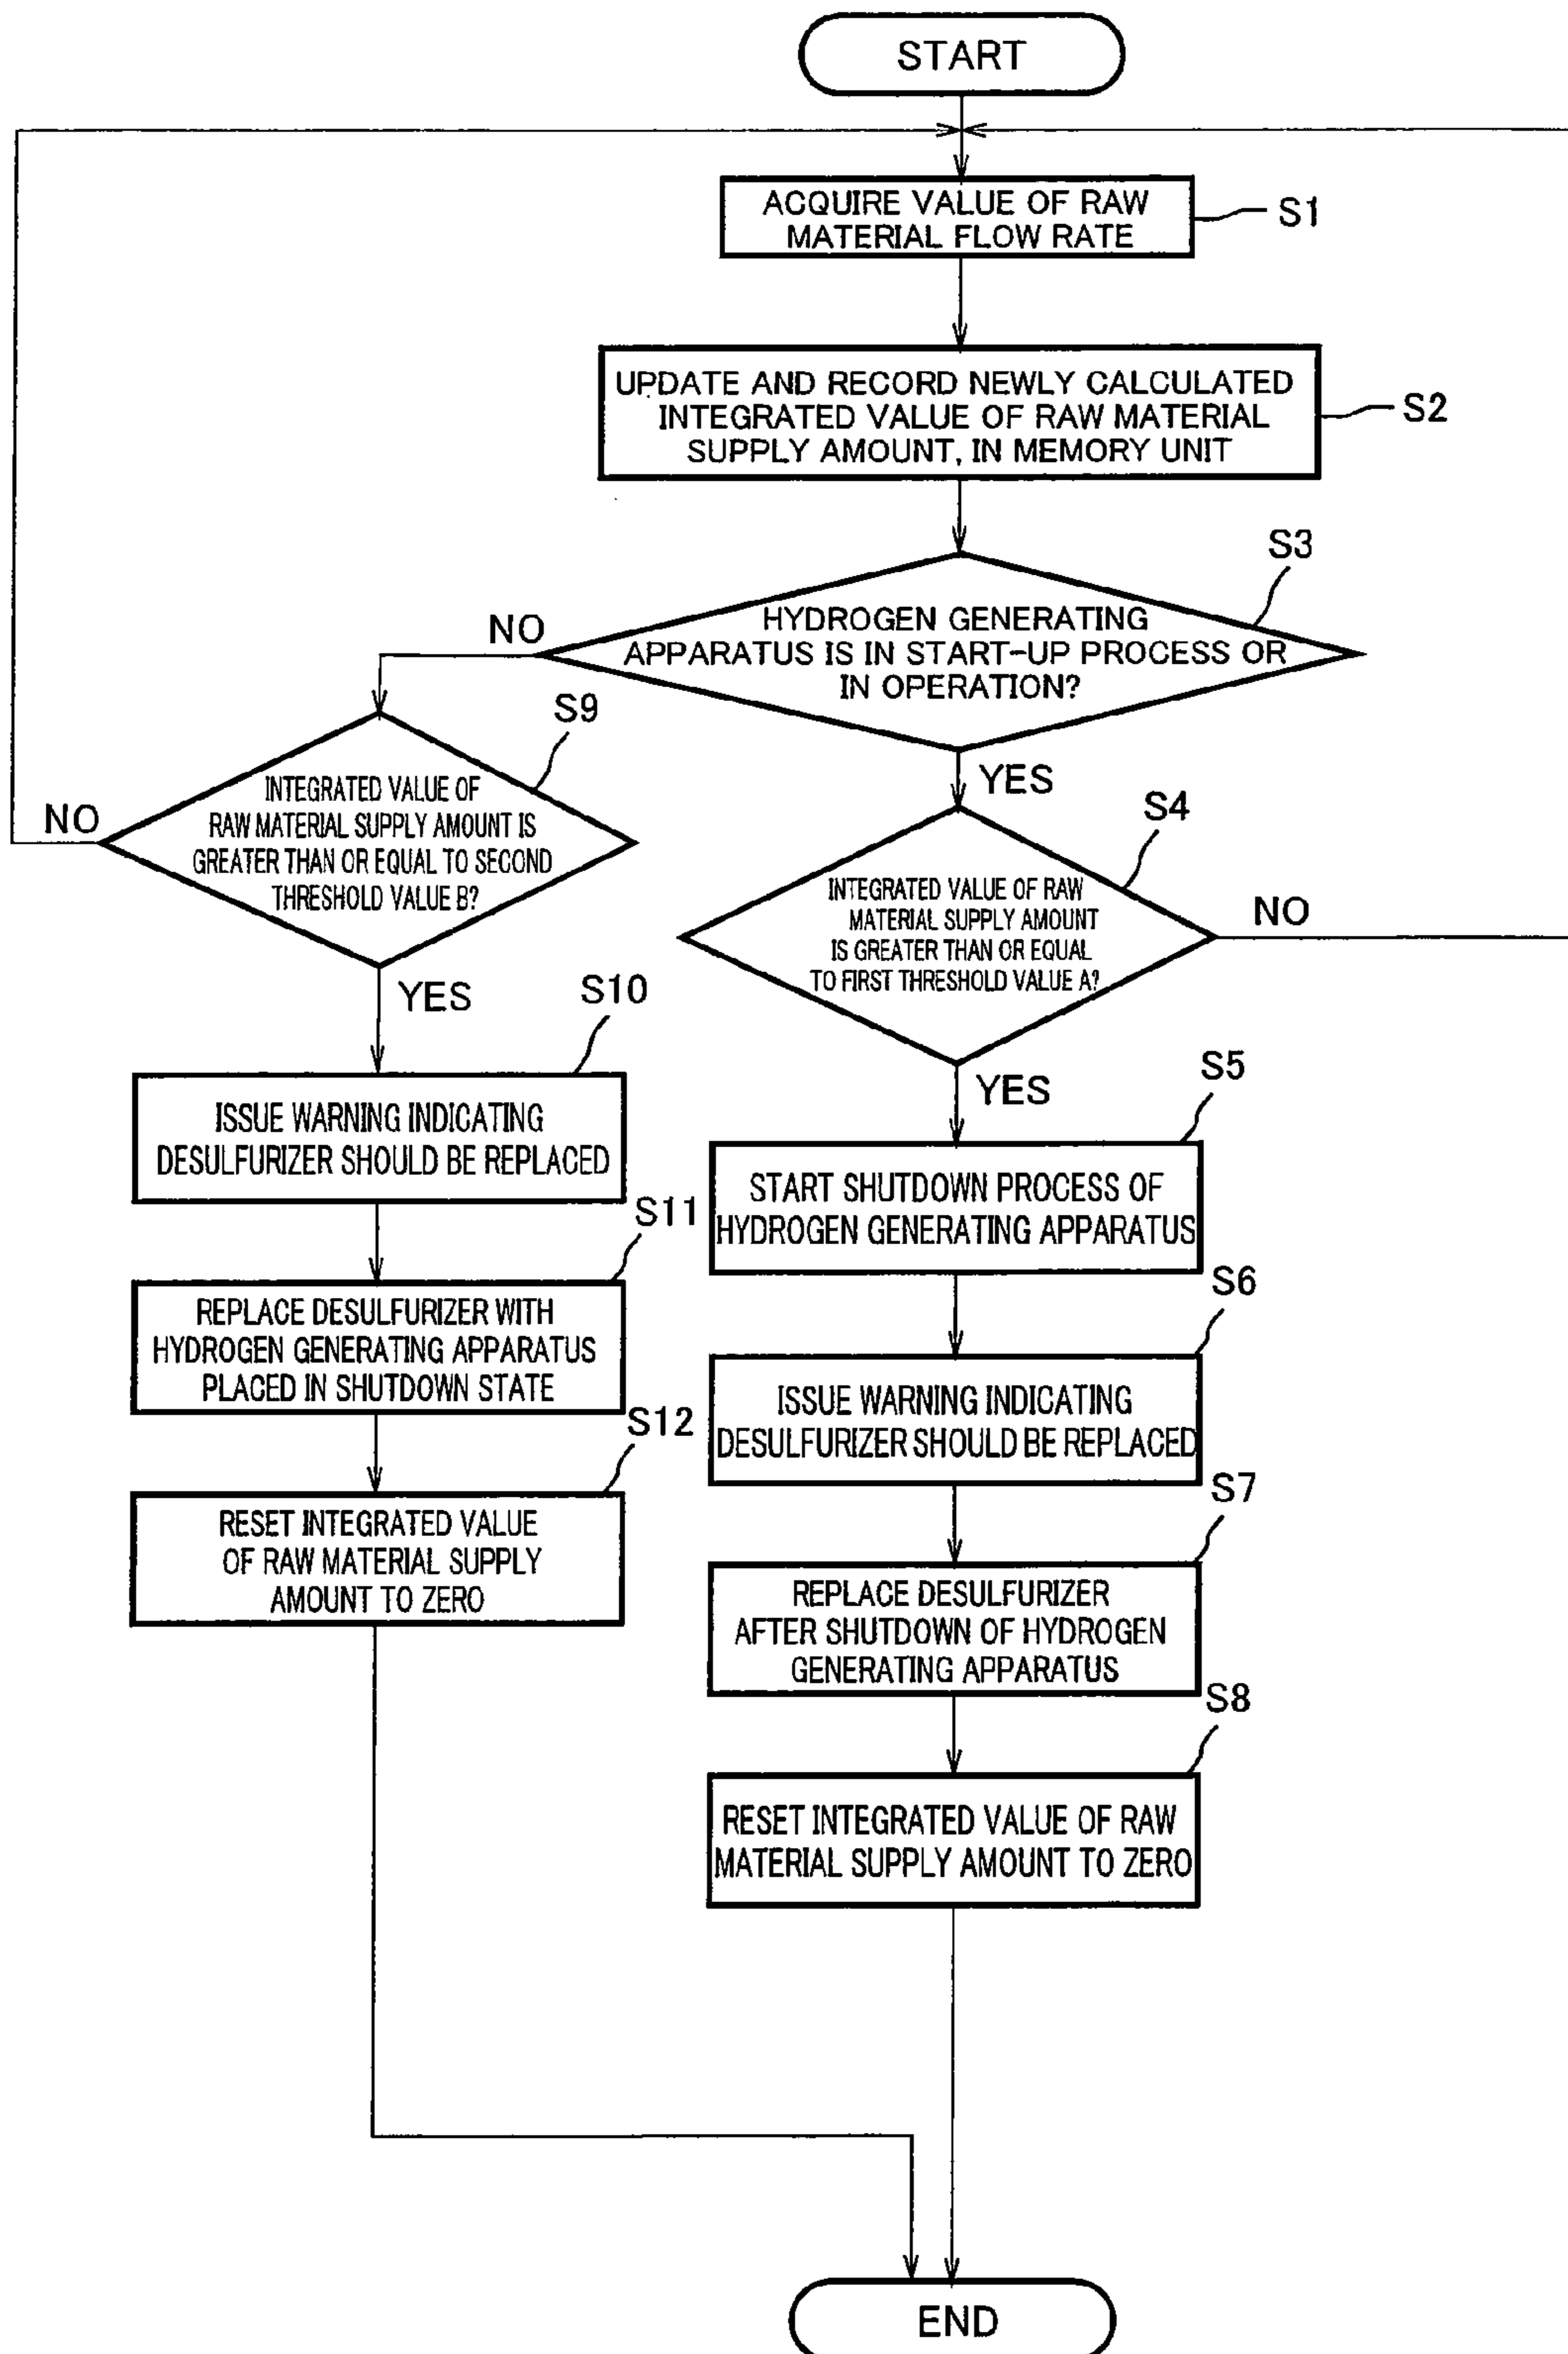 START
ACQUIRE VALUE OF RAW
MATERIAL FLOW RATE
S1
UPDATE AND RECORD NEWLY CALCULATED
INTEGRATED VALUE OF RAW MATERIAL
SUPPLY AMOUNT, IN MEMORY UNIT
S2
S3
HYDROGEN GENERATING
APPARATUS IS IN START-UP PROCESS OR
IN OPERATION?
NO
YES
S9
INTEGRATED VALUE OF
RAW MATERIAL SUPPLY AMOUNT IS
GREATER THAN OR EQUAL TO SECOND
THRESHOLD VALUE B?
NO
YES
S4
INTEGRATED VALUE OF RAW
MATERIAL SUPPLY AMOUNT
IS GREATER THAN OR EQUAL
TO FIRST THRESHOLD VALUE A?
NO
YES
S10
ISSUE WARNING INDICATING
DESULFURIZER SHOULD BE REPLACED
S11
REPLACE DESULFURIZER WITH
HYDROGEN GENERATING APPARATUS
PLACED IN SHUTDOWN STATE
S12
RESET INTEGRATED VALUE
OF RAW MATERIAL SUPPLY
AMOUNT TO ZERO
S5
START SHUTDOWN PROCESS OF
HYDROGEN GENERATING APPARATUS
S6
ISSUE WARNING INDICATING
DESULFURIZER SHOULD BE REPLACED
S7
REPLACE DESULFURIZER
AFTER SHUTDOWN OF HYDROGEN
GENERATING APPARATUS
S8
RESET INTEGRATED VALUE OF RAW
MATERIAL SUPPLY AMOUNT TO ZERO
END